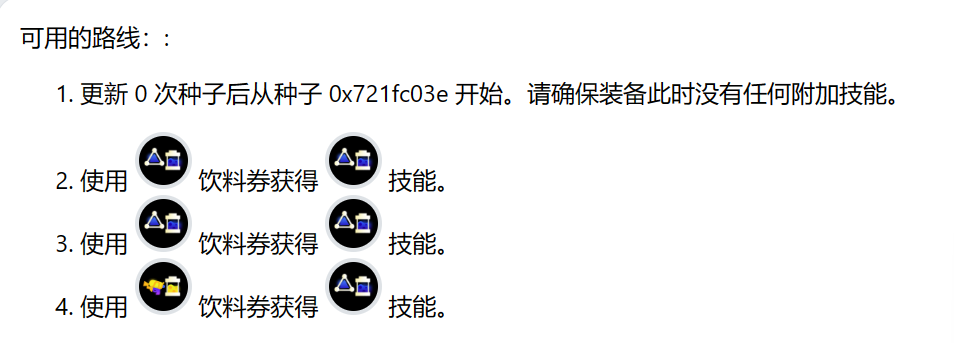 可用的路线：:
1. 更新 0 次种子后从种子 0x721fc03e 开始。请确保装备此时没有任何附加技能。
2. 使用 饮料券获得 技能。
3. 使用 饮料券获得 技能。
4. 使用 饮料券获得 技能。